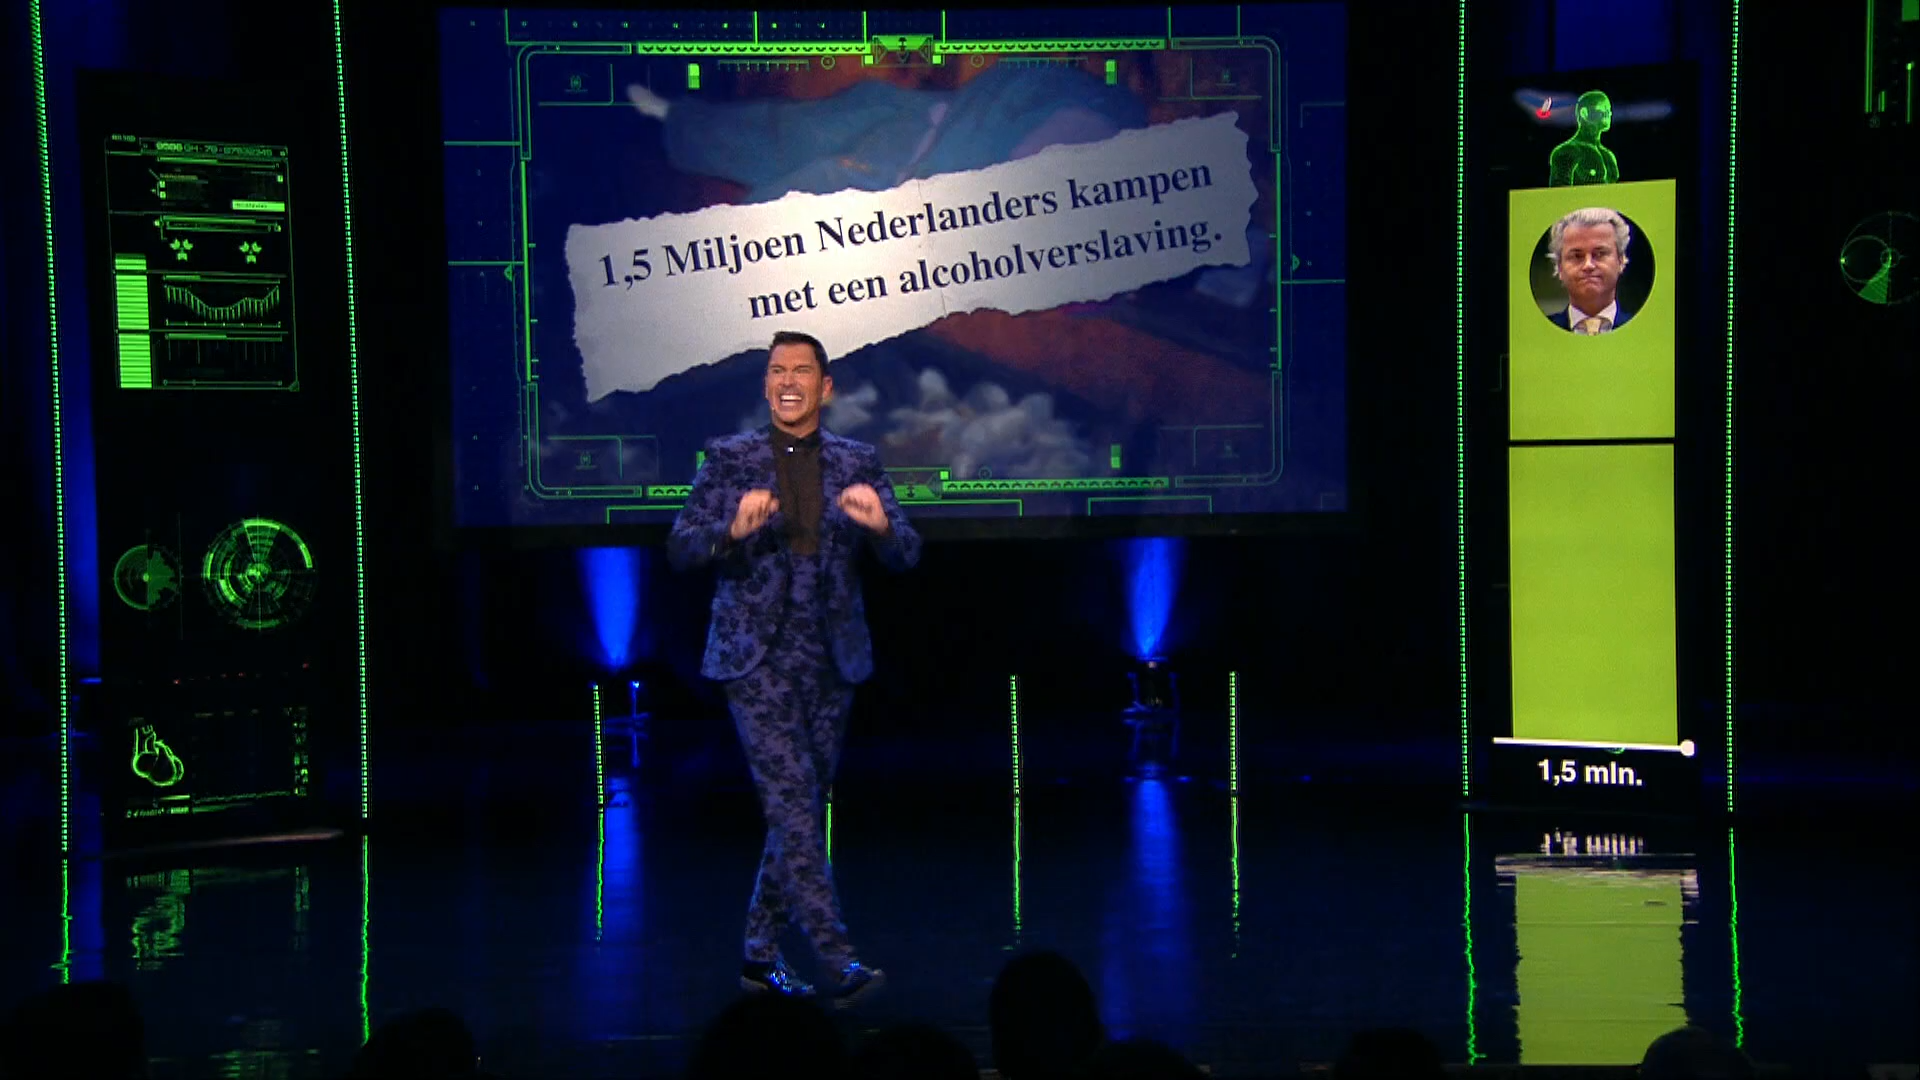 1,5 Miljoen Nederlanders kampen
met een alcoholverslaving.
1,5 mln.